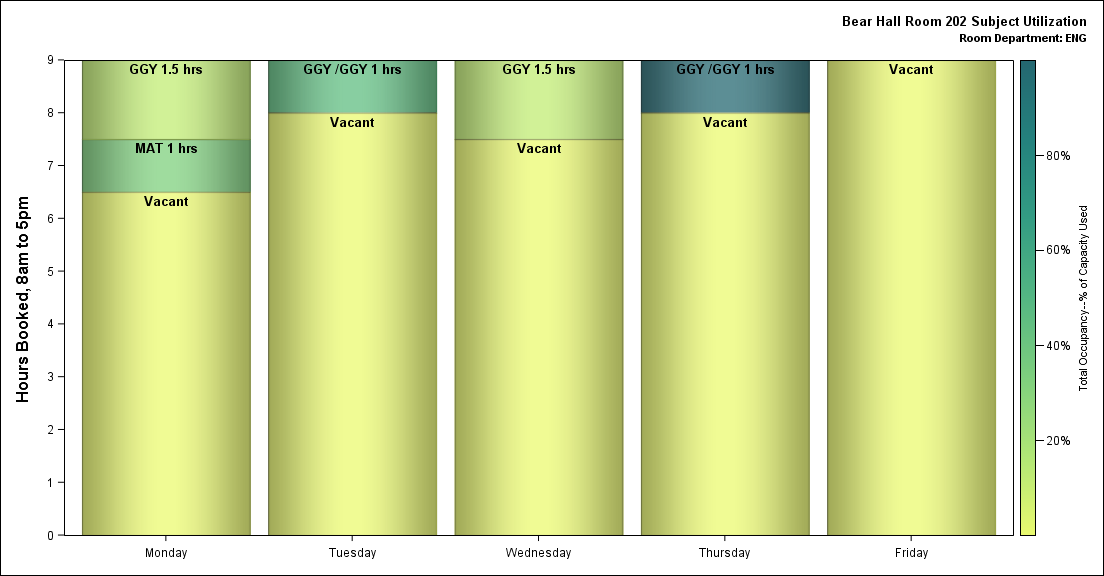 Bear Hall Room 202 Subject Utilization
Room Department: ENG
Hours Booked, 8am to 5pm
9
8
7
6
5
4
3
2
1
0
GGY 1.5 hrs
MAT 1 hrs
Vacant
GGY /GGY 1 hrs
Vacant
GGY 1.5 hrs
Vacant
GGY /GGY 1 hrs
Vacant
Vacant
Monday
Tuesday
Wednesday
Thursday
Friday
80%
60%
40%
20%
Total Occupancy--% of Capacity Used